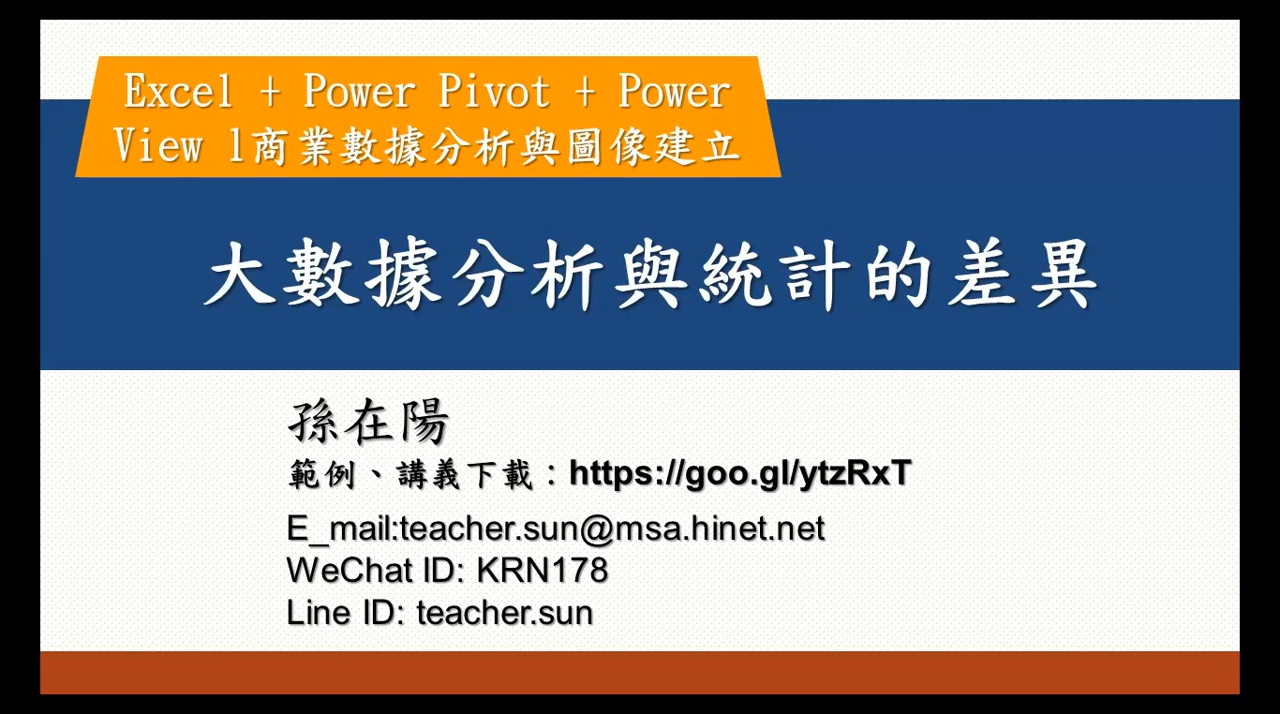 Excel + Power Pivot + Power
View l商業數據分析與圖像建立
大數據分析與統計的差異
孫在陽
範例、講義下載：https://goo.gl/ytzRxT
E_mail:teacher.sun@msa.hinet.net
WeChat ID: KRN178
Line ID: teacher.sun